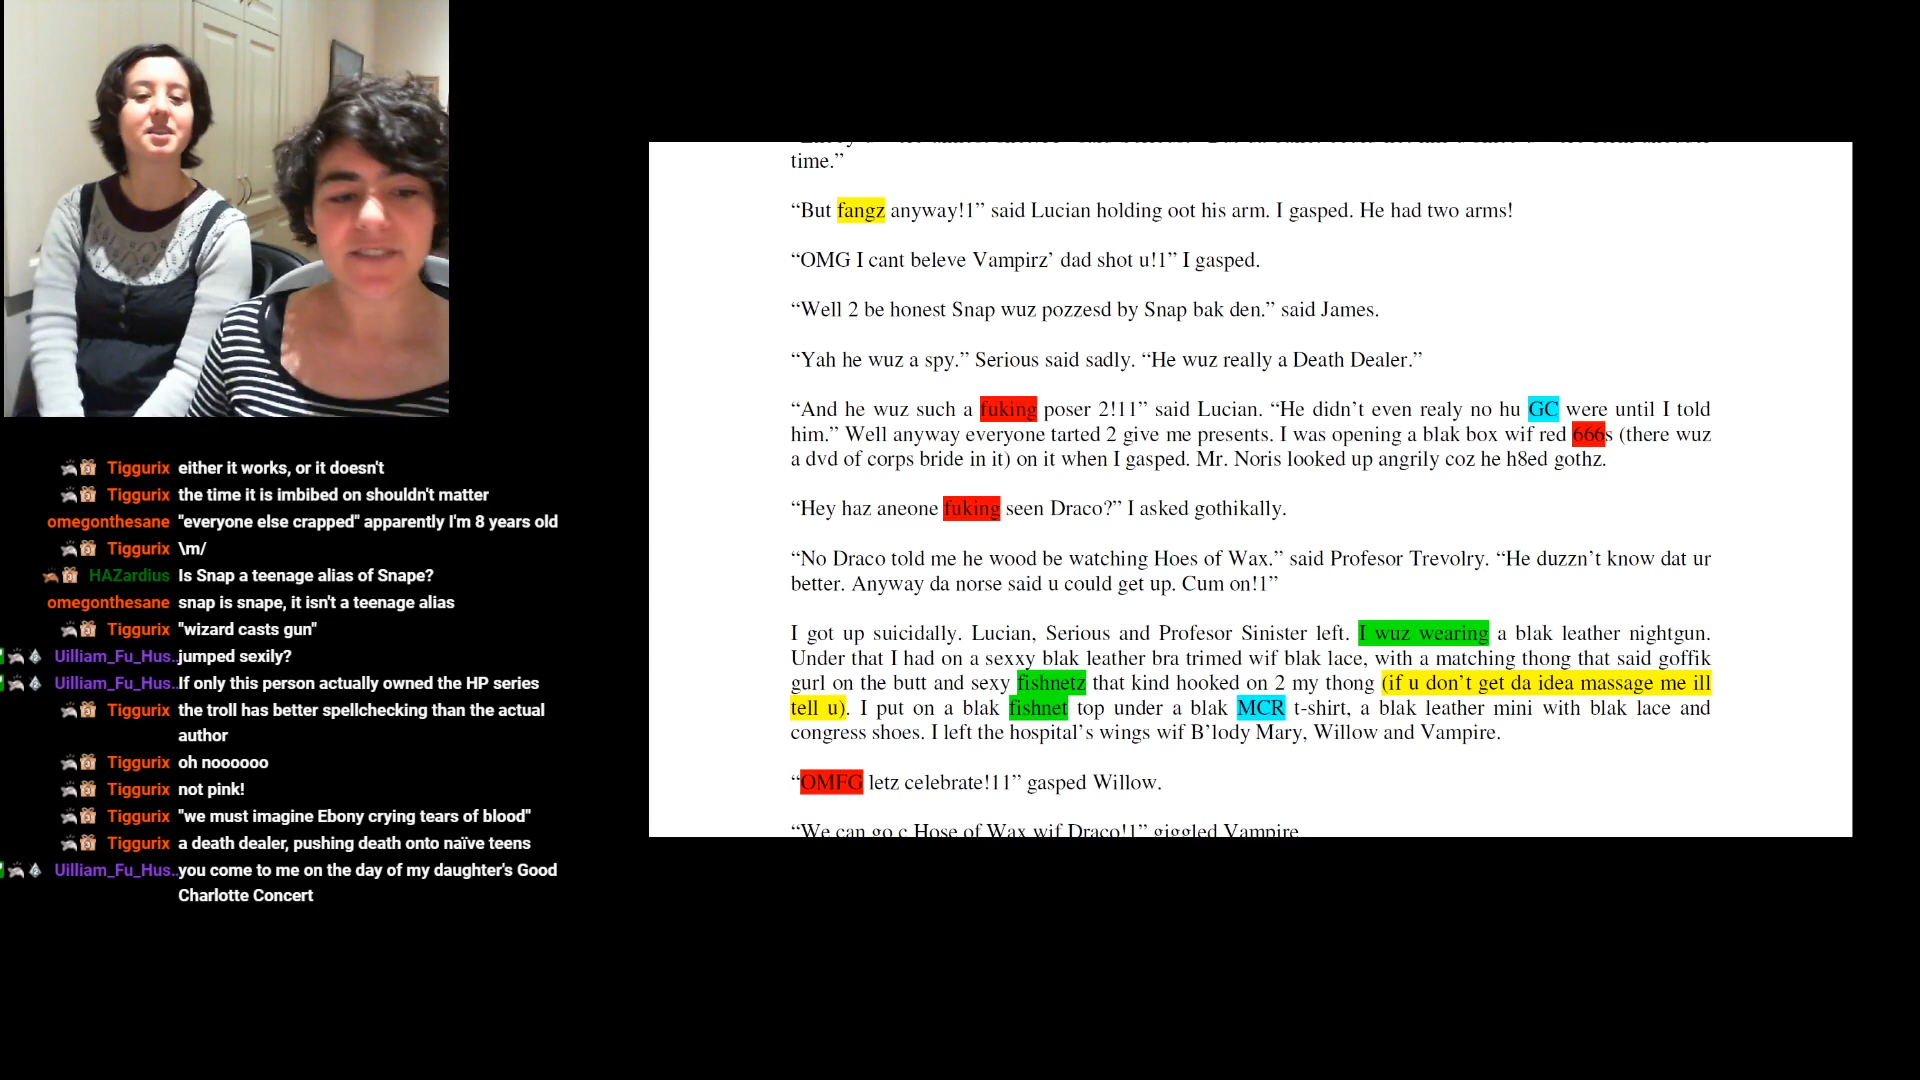 Tiggurix either it works, or it doesn't
Tiggurix the time it is imbibed on shouldn't matter
omegonthesane "everyone else crapped" apparently I'm 8 years old
Tiggurix \m/
HAZardius Is Snap a teenage alias of Snape?
omegonthesane snap is snape, it isn't a teenage alias
Tiggurix "wizard casts gun"
Uilliam_Fu_Hus.. jumped sexily?
Uilliam_Fu_Hus.. If only this person actually owned the HP series
Tiggurix the troll has better spellchecking than the actual
author
Tiggurix oh noooooo
Tiggurix not pink!
Tiggurix "we must imagine Ebony crying tears of blood"
Tiggurix a death dealer, pushing death onto naïve teens
Uilliam_Fu_Hus.. you come to me on the day of my daughter's Good
Charlotte Concert
time.”
“But fangz anyway!1” said Lucian holding oot his arm. I gasped. He had two arms!
“OMG I cant beleve Vampirz’ dad shot u!1” I gasped.
“Well 2 be honest Snap wuz pozzesd by Snap bak den.” said James.
“Yah he wuz a spy.” Serious said sadly. “He wuz really a Death Dealer.”
“And he wuz such a fuking poser 2!11” said Lucian. “He didn’t even realy no hu GC were until I told
him.” Well anyway everyone tarted 2 give me presents. I was opening a blak box wif red 666s (there wuz
a dvd of corps bride in it) on it when I gasped. Mr. Noris looked up angrily coz he h8ed gothz.
“Hey haz aneone fuking seen Draco?” I asked gothikally.
“No Draco told me he wood be watching Hoes of Wax.” said Profesor Trevolry. “He duzzn’t know dat ur
better. Anyway da norse said u could get up. Cum on!1”
I got up suicidally. Lucian, Serious and Profesor Sinister left. I wuz wearing a blak leather nightgun.
Under that I had on a sexxy blak leather bra trimed wif blak lace, with a matching thong that said goffik
gurl on the butt and sexy fishnetz that kind hooked on 2 my thong (if u don’t get da idea massage me ill
tell u). I put on a blak fishnet top under a blak MCR t-shirt, a blak leather mini with blak lace and
congress shoes. I left the hospital’s wings wif B’lody Mary, Willow and Vampire.
“OMFG letz celebrate!11” gasped Willow.
“We can go c Hose of Wax wif Draco!1” giggled Vampire